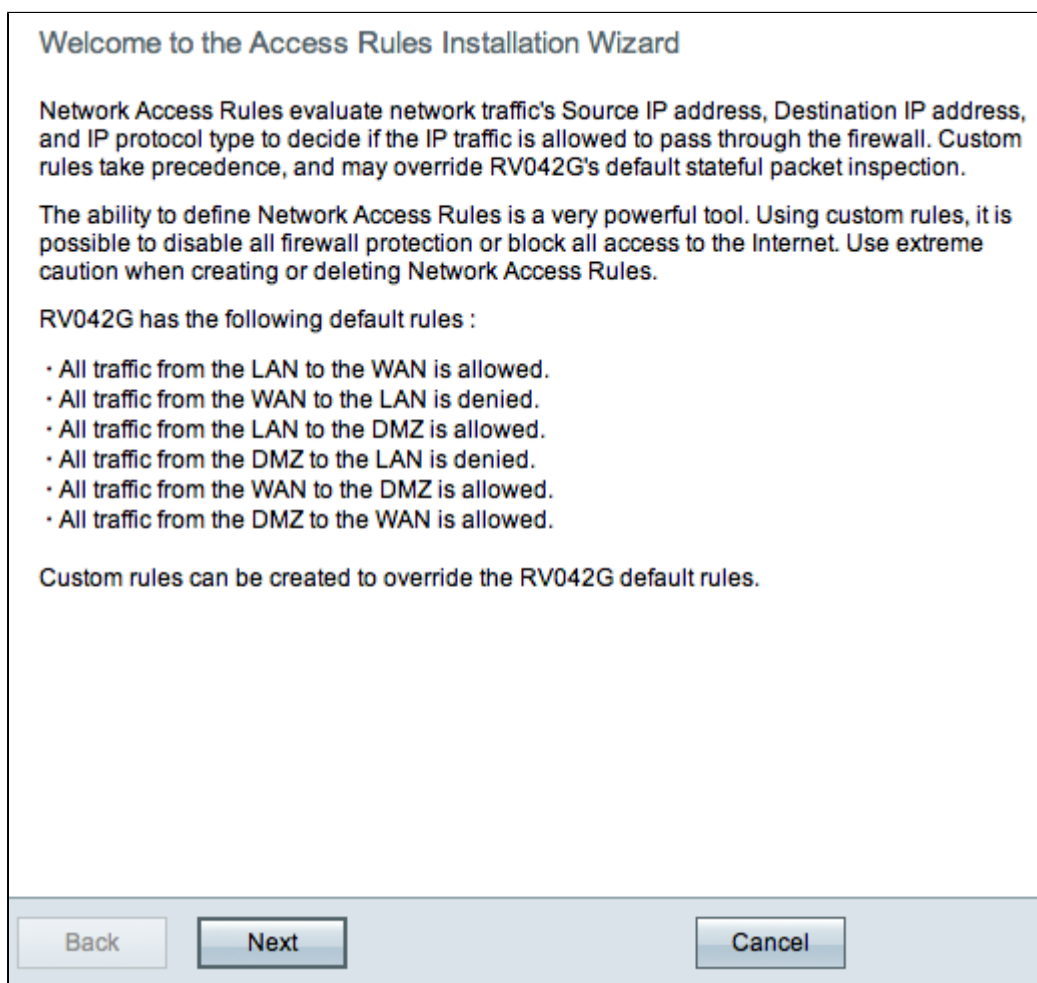 Welcome to the Access Rules Installation Wizard
Network Access Rules evaluate network traffic's Source IP address, Destination IP address,
and IP protocol type to decide if the IP traffic is allowed to pass through the firewall. Custom
rules take precedence, and may override RV042G's default stateful packet inspection.
The ability to define Network Access Rules is a very powerful tool. Using custom rules, it is
possible to disable all firewall protection or block all access to the Internet. Use extreme
caution when creating or deleting Network Access Rules.
RV042G has the following default rules :
· All traffic from the LAN to the WAN is allowed.
· All traffic from the WAN to the LAN is denied.
· All traffic from the LAN to the DMZ is allowed.
· All traffic from the DMZ to the LAN is denied.
· All traffic from the WAN to the DMZ is allowed.
· All traffic from the DMZ to the WAN is allowed.
Custom rules can be created to override the RV042G default rules.
Back Next Cancel